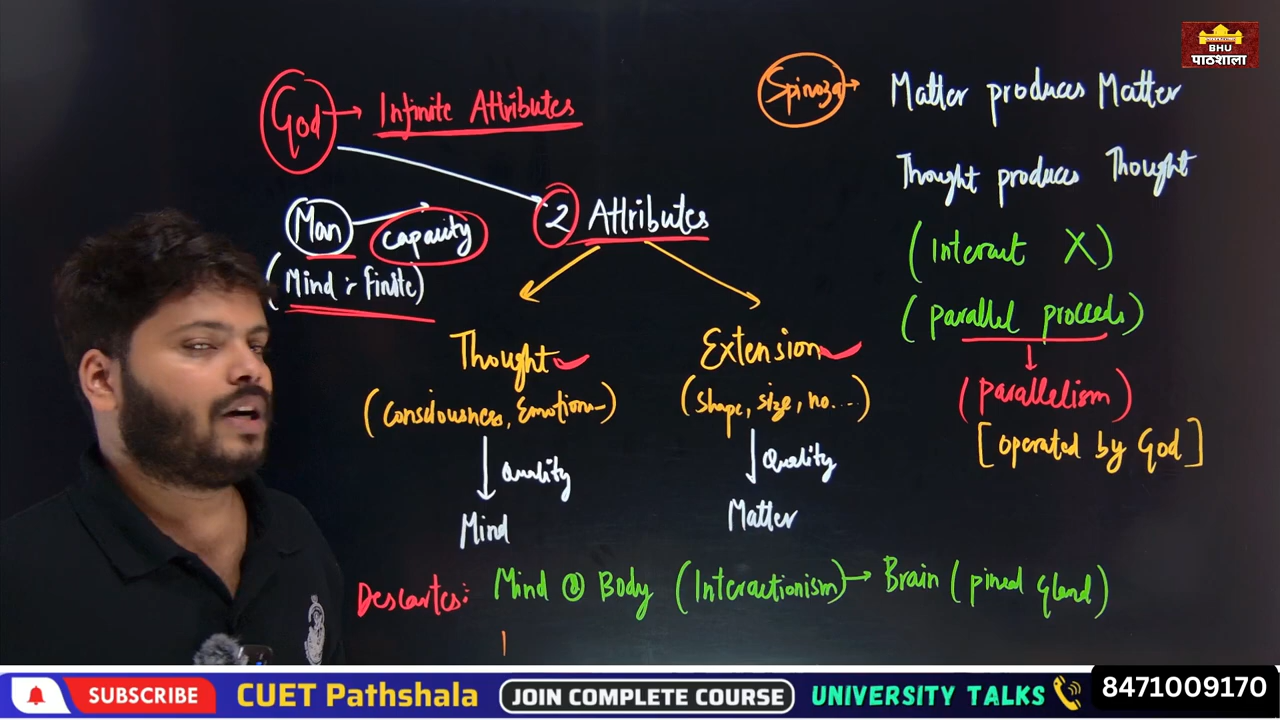 BHU
पाठशाला
God → Infinite Attributes
Man
capacity
(Mind : Finite)
2 Attributes
Thought
(Consciousness, Emotion)
Quality
Mind
Extension
(shape, size, no....)
Quality
Matter
Spinoza → Matter produces Matter
Thought produces Thought
(Interact X)
(parallel proceeds)
(parallelism)
[operated by God]
Descartes: Mind @ Body (Interactionism) → Brain (pineal gland)
SUBSCRIBE
CUET Pathshala
JOIN COMPLETE COURSE
UNIVERSITY TALKS
8471009170